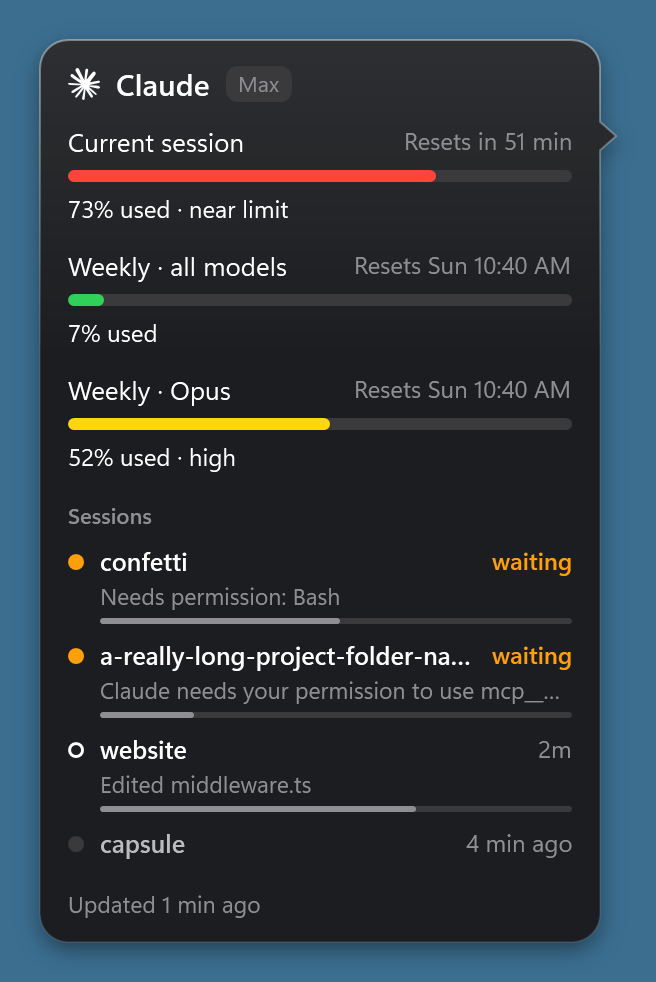 Claude Max
Current session Resets in 51 min
73% used · near limit
Weekly · all models Resets Sun 10:40 AM
7% used
Weekly · Opus Resets Sun 10:40 AM
52% used · high
Sessions
confetti waiting
Needs permission: Bash
a-really-long-project-folder-na... waiting
Claude needs your permission to use mcp__...
website 2m
Edited middleware.ts
capsule 4 min ago
Updated 1 min ago